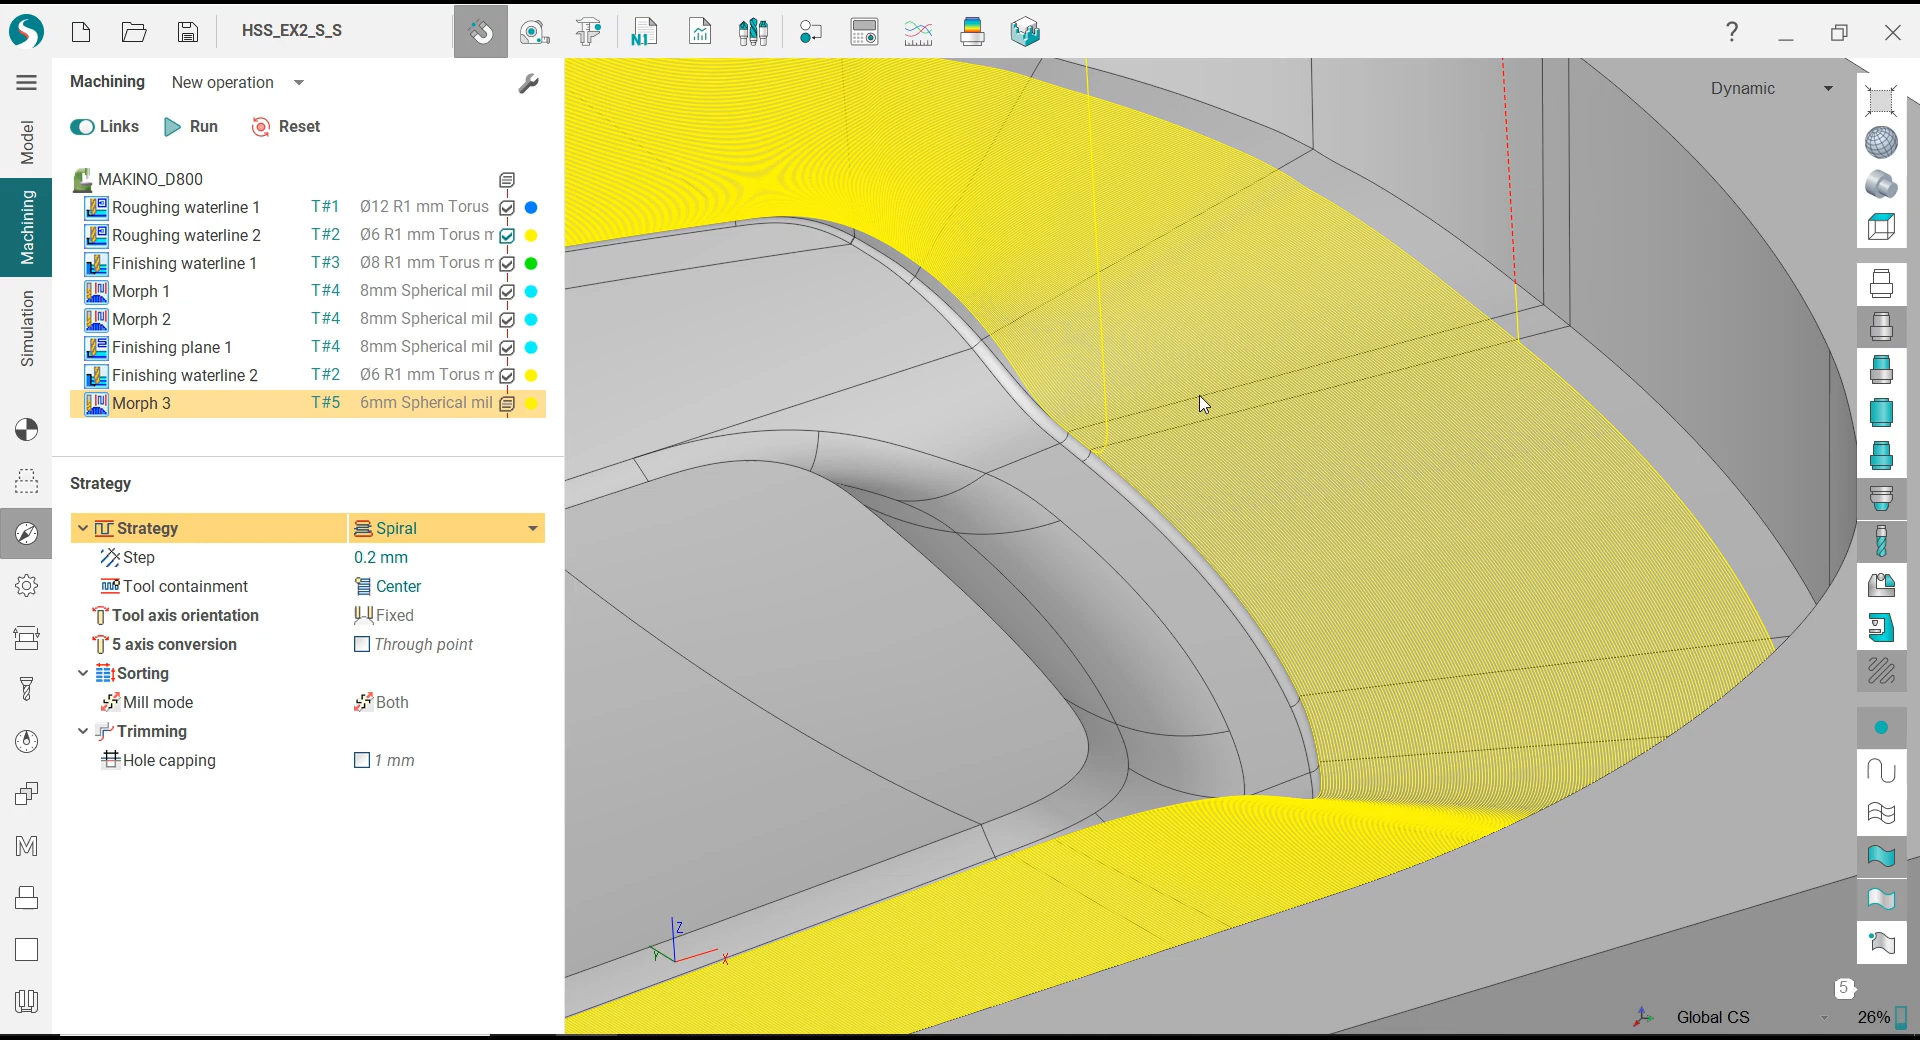 HSS_EX2_S_S
N1
?
Machining New operation
Links Run Reset
Dynamic
Model
Machining
Simulation
MAKINO_D800
Roughing waterline 1 T#1 Ø12 R1 mm Torus
Roughing waterline 2 T#2 Ø6 R1 mm Torus m
Finishing waterline 1 T#3 Ø8 R1 mm Torus m
Morph 1 T#4 8mm Spherical mil
Morph 2 T#4 8mm Spherical mil
Finishing plane 1 T#4 8mm Spherical mil
Finishing waterline 2 T#2 Ø6 R1 mm Torus m
Morph 3 T#5 6mm Spherical mil
Strategy
Strategy Spiral
Step 0.2 mm
Tool containment Center
Tool axis orientation Fixed
5 axis conversion Through point
Sorting
Mill mode Both
Trimming
Hole capping 1 mm
Z
Y
X
5
Global CS 26%